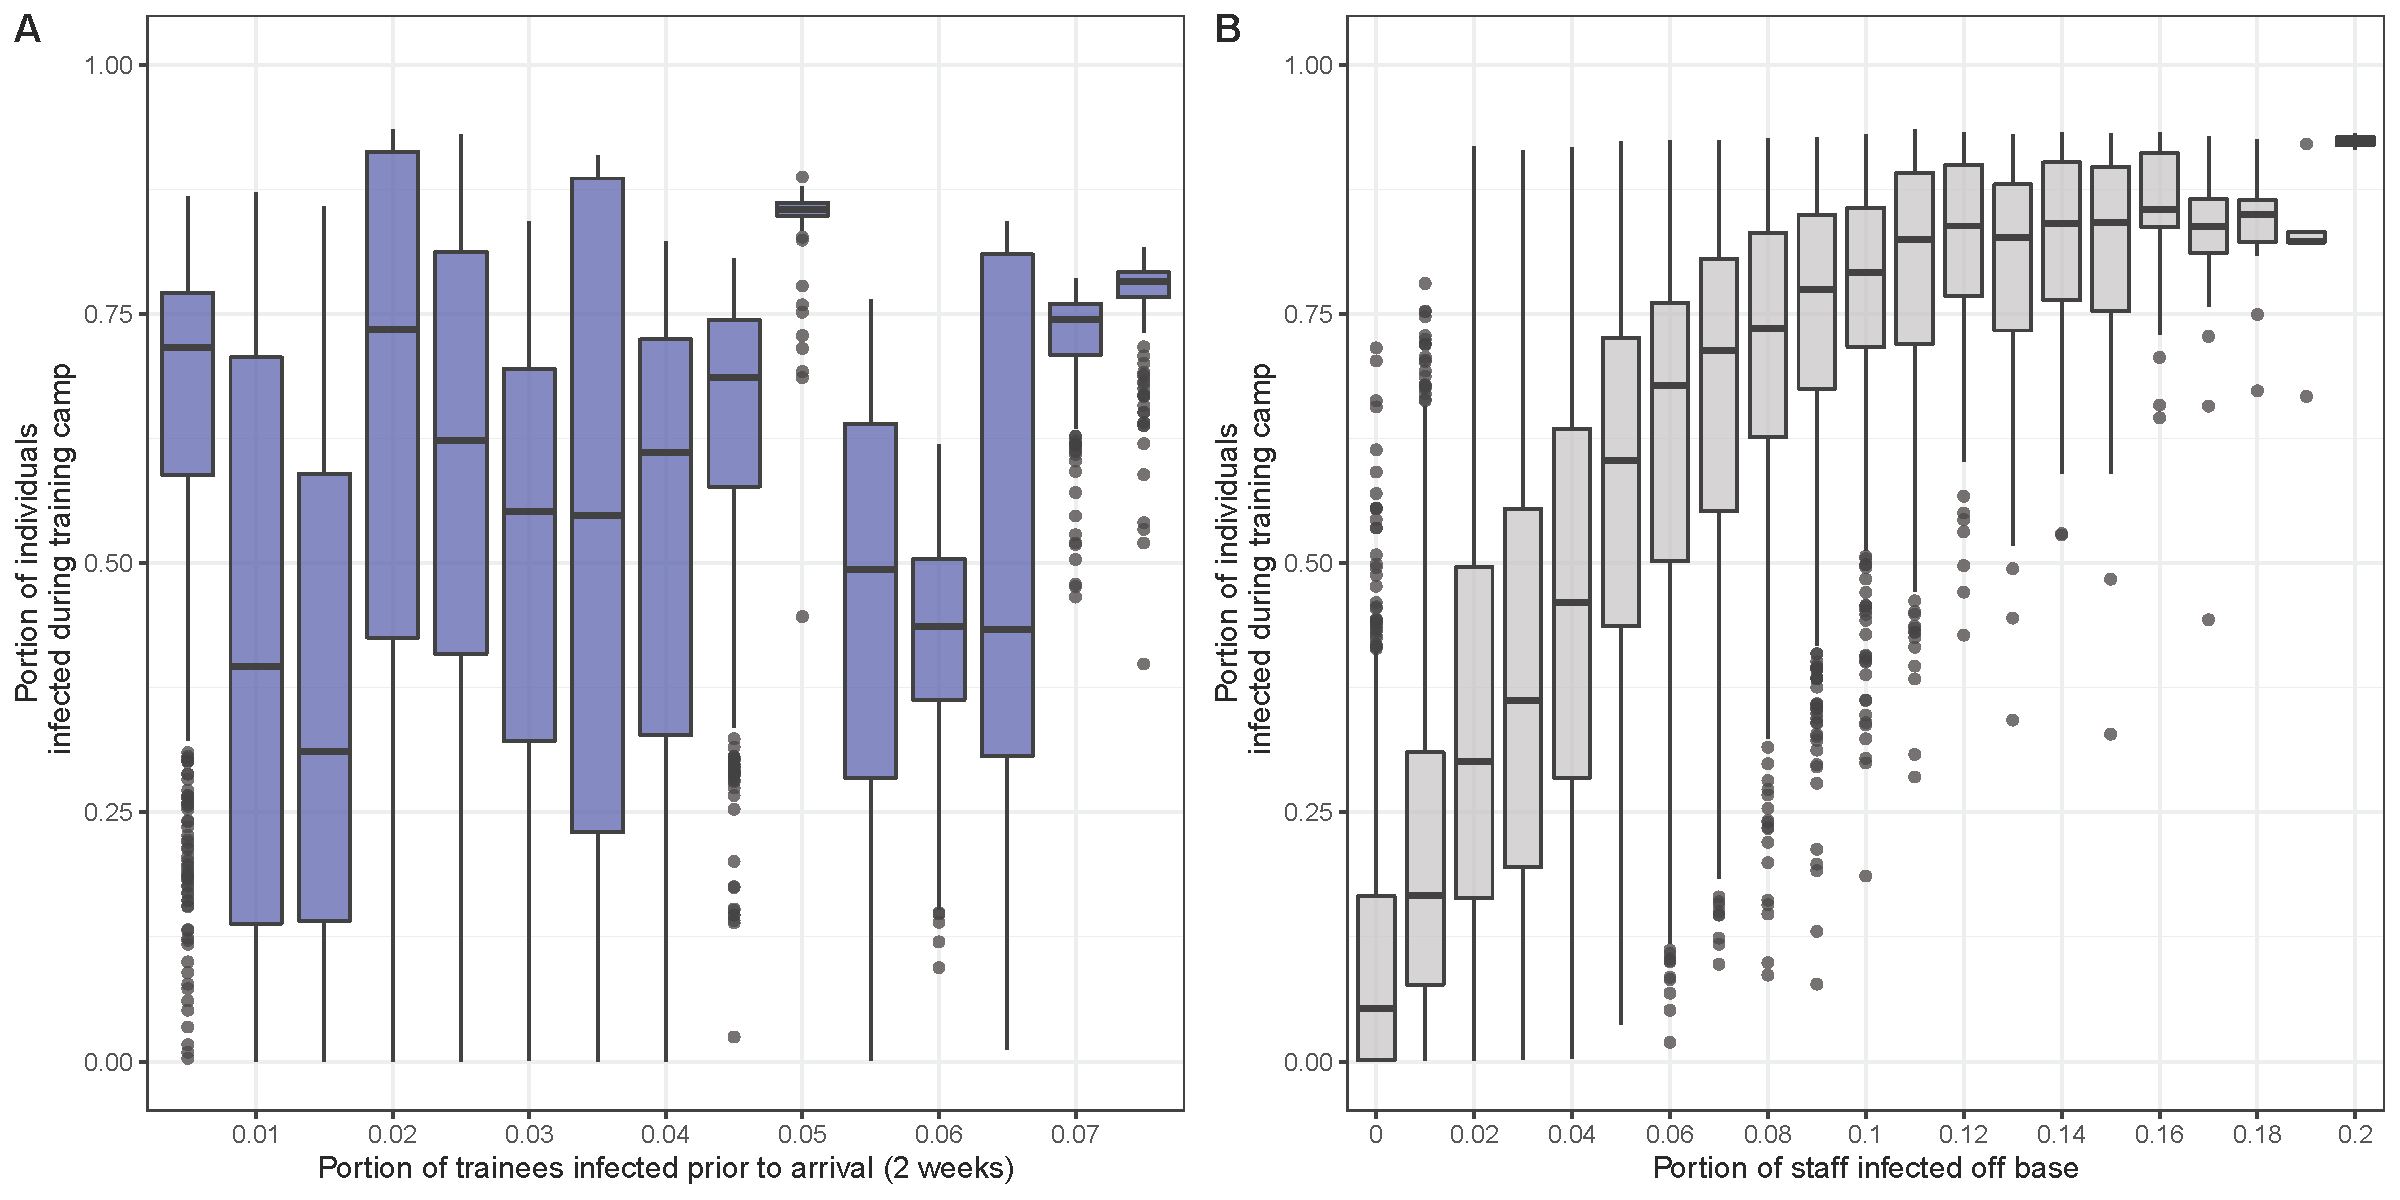 A
Portion of individuals
infected during training camp
1.00
0.75
0.50
0.25
0.00
0.01 0.02 0.03 0.04 0.05 0.06 0.07
Portion of trainees infected prior to arrival (2 weeks)
B
Portion of individuals
infected during training camp
1.00
0.75
0.50
0.25
0.00
0 0.02 0.04 0.06 0.08 0.1 0.12 0.14 0.16 0.18 0.2
Portion of staff infected off base